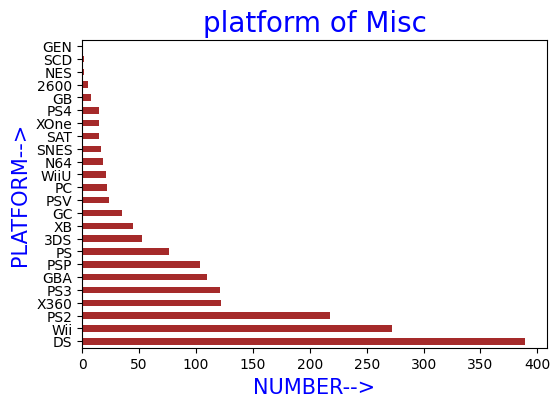 platform of Misc
GEN
SCD
NES
2600
GB
PS4
XOne
SAT
SNES
N64
WiiU
PC
PSV
GC
XB
3DS
PS
PSP
GBA
PS3
X360
PS2
Wii
DS
PLATFORM-->
0 50 100 150 200 250 300 350 400
NUMBER-->